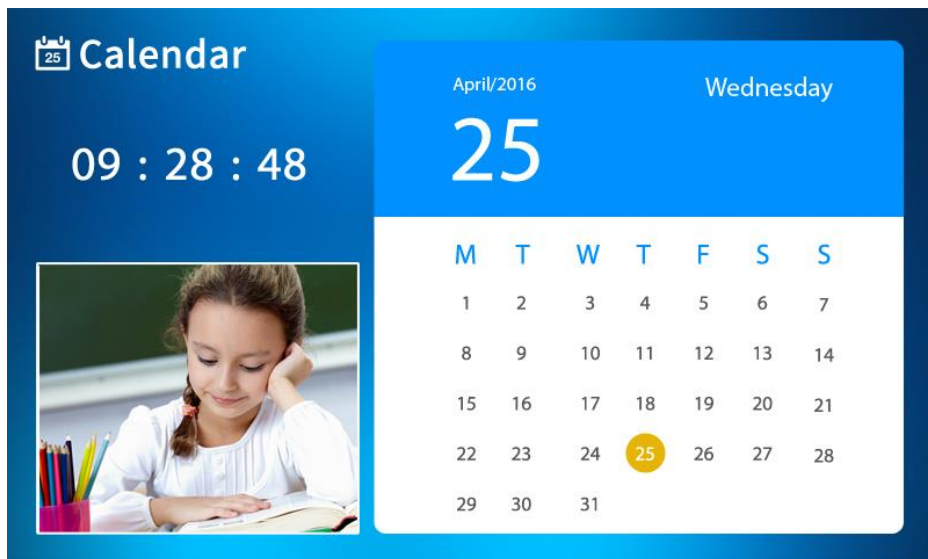 25 Calendar
09 : 28 : 48
April/2016
Wednesday
25
M T W T F S S
1 2 3 4 5 6 7
8 9 10 11 12 13 14
15 16 17 18 19 20 21
22 23 24 25 26 27 28
29 30 31